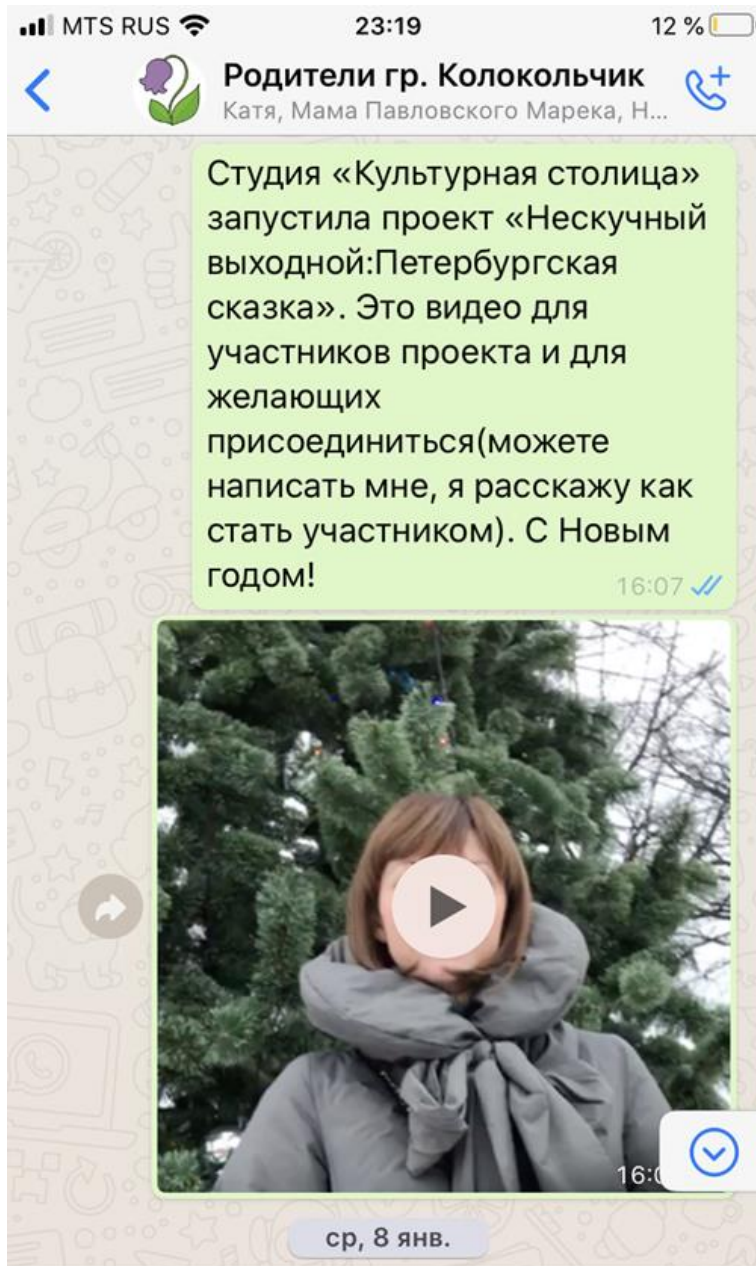 MTS RUS 23:19 12 %
Родители гр. Колокольчик
Катя, Мама Павловского Марека, Н...
Студия «Культурная столица»
запустила проект «Нескучный
выходной:Петербургская
сказка». Это видео для
участников проекта и для
желающих
присоединиться(можете
написать мне, я расскажу как
стать участником). С Новым
годом!
16:07
16:0
ср, 8 янв.